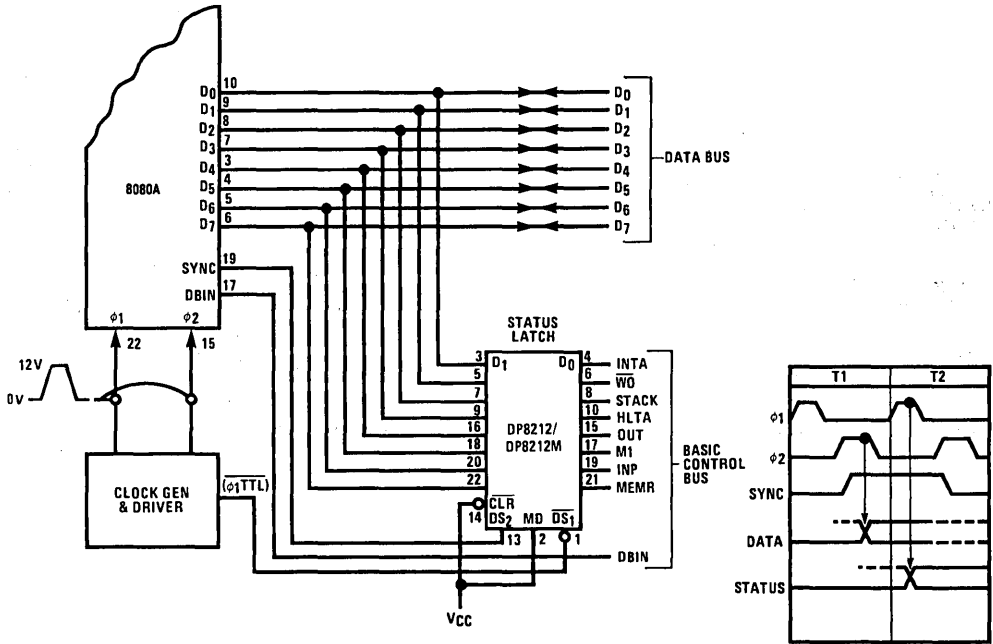 8080A
D0 10
D1 9
D2 8
D3 7
D4 3
D5 4
D6 5
D7 6
SYNC 19
DBIN 17
φ1 φ2
22 15
D0
D1
D2
D3
D4
D5
D6
D7
DATA BUS
12V
0V
CLOCK GEN
& DRIVER
(φ1TTL)
STATUS
LATCH
3 D1 D0 4 INTA
5 6 WO
7 8 STACK
9 10 HLTA
16 15 OUT
18 17 M1
20 19 INP
22 21 MEMR
DP8212/
DP8212M
CLR
14 DS2 MD DS1
13 2 1
DBIN
VCC
BASIC
CONTROL
BUS
T1 T2
φ1
φ2
SYNC
DATA
STATUS